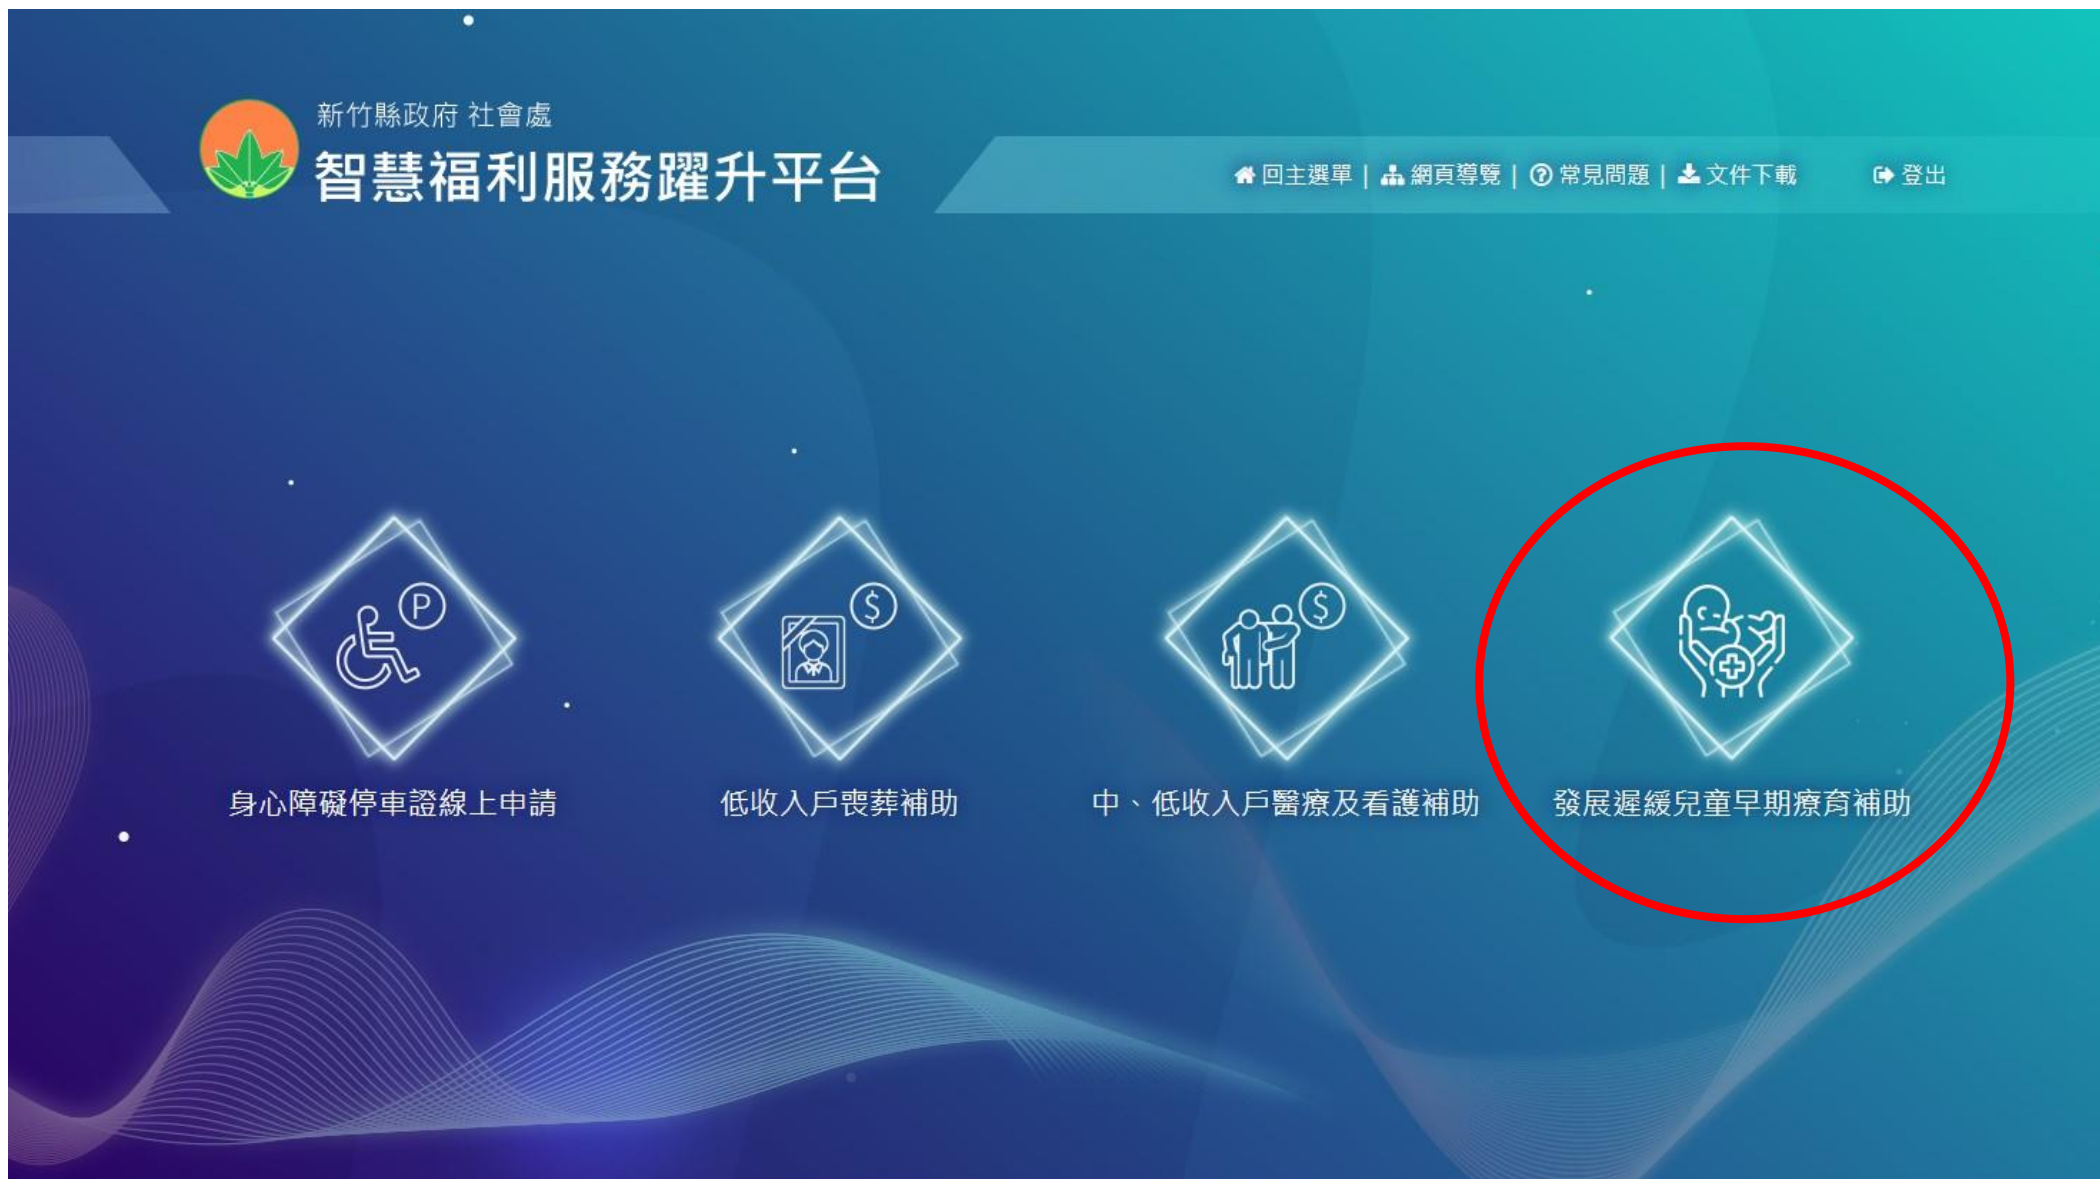 新竹縣政府 社會處
智慧福利服務躍升平台
回主選單 | 網頁導覽 | 常見問題 | 文件下載 登出
P
$
$
身心障礙停車證線上申請
低收入戶喪葬補助
中、低收入戶醫療及看護補助
發展遲緩兒童早期療育補助